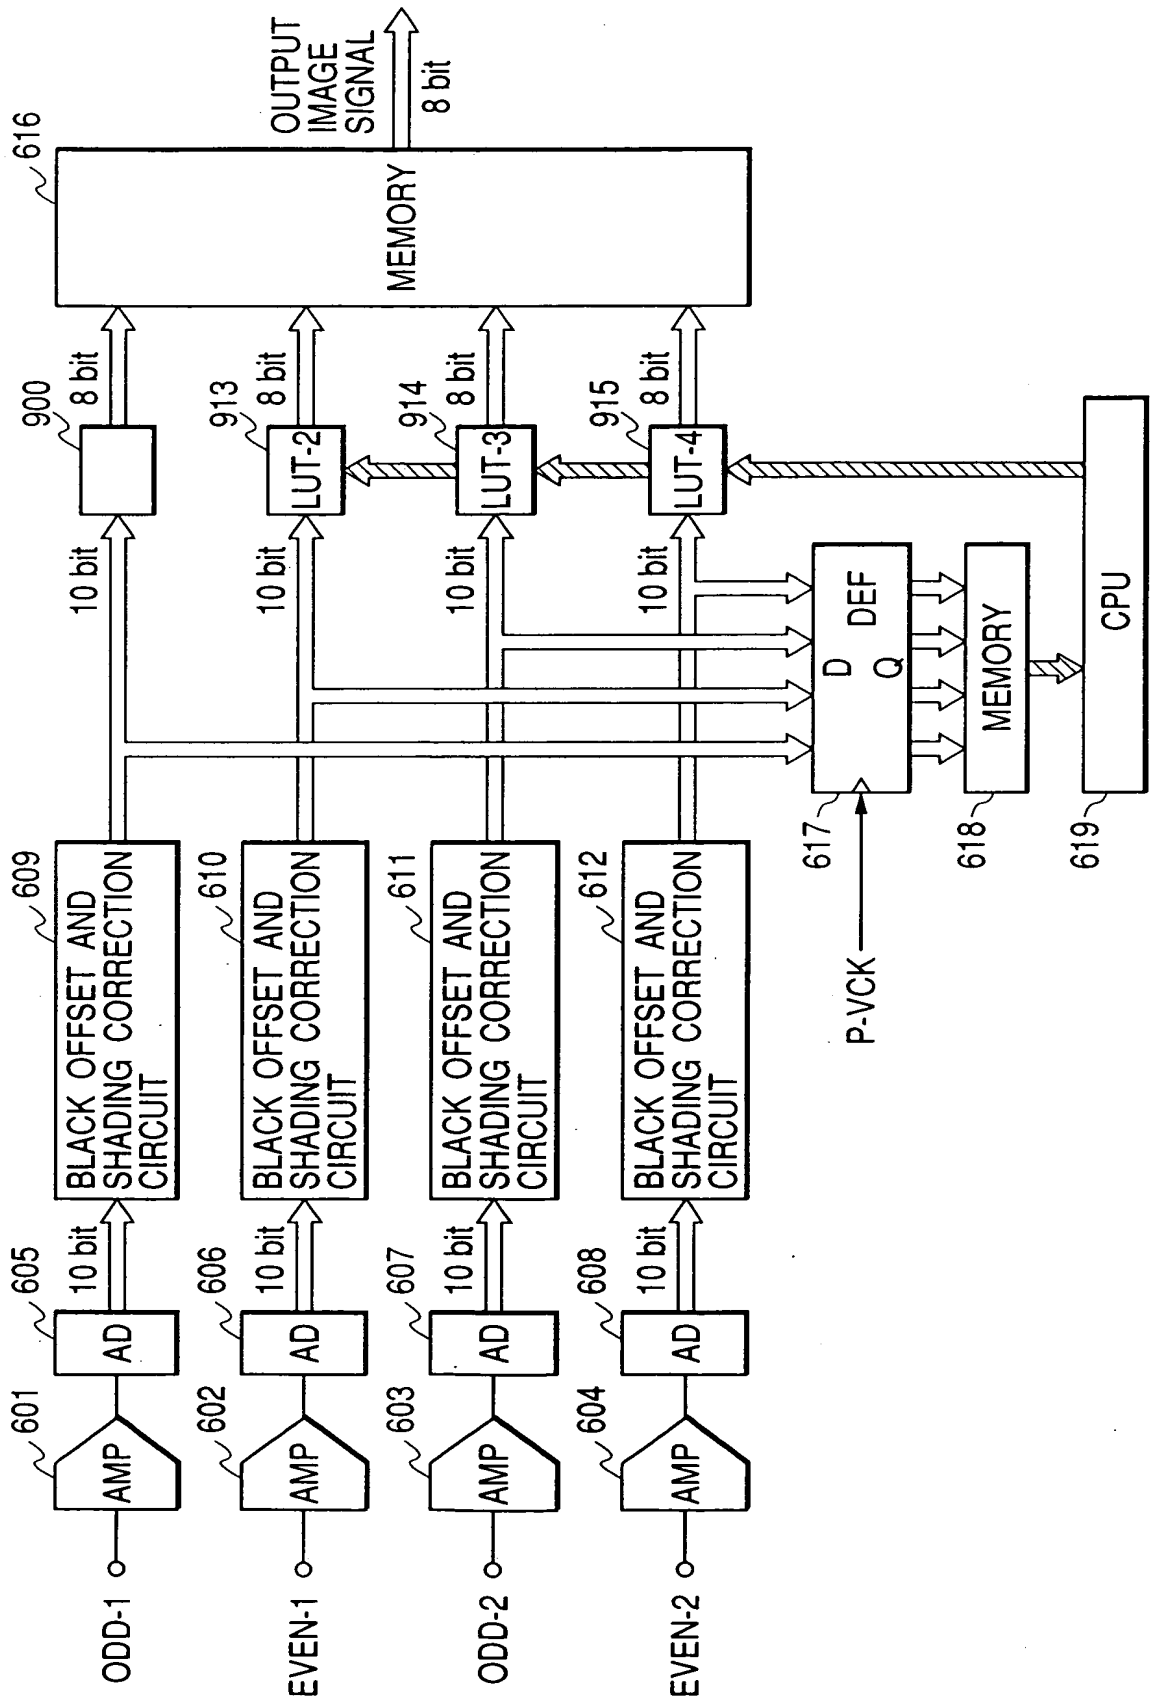 ODD-1
601
AMP
605
AD
10 bit
609
BLACK OFFSET AND
SHADING CORRECTION
CIRCUIT
10 bit
900
8 bit
616
MEMORY
OUTPUT
IMAGE
SIGNAL
8 bit
EVEN-1
602
AMP
606
AD
10 bit
610
BLACK OFFSET AND
SHADING CORRECTION
CIRCUIT
10 bit
913
LUT-2
8 bit
ODD-2
603
AMP
607
AD
10 bit
611
BLACK OFFSET AND
SHADING CORRECTION
CIRCUIT
10 bit
914
LUT-3
8 bit
EVEN-2
604
AMP
608
AD
10 bit
612
BLACK OFFSET AND
SHADING CORRECTION
CIRCUIT
10 bit
915
LUT-4
8 bit
P-VCK
617
D
DEF
Q
618
MEMORY
619
CPU